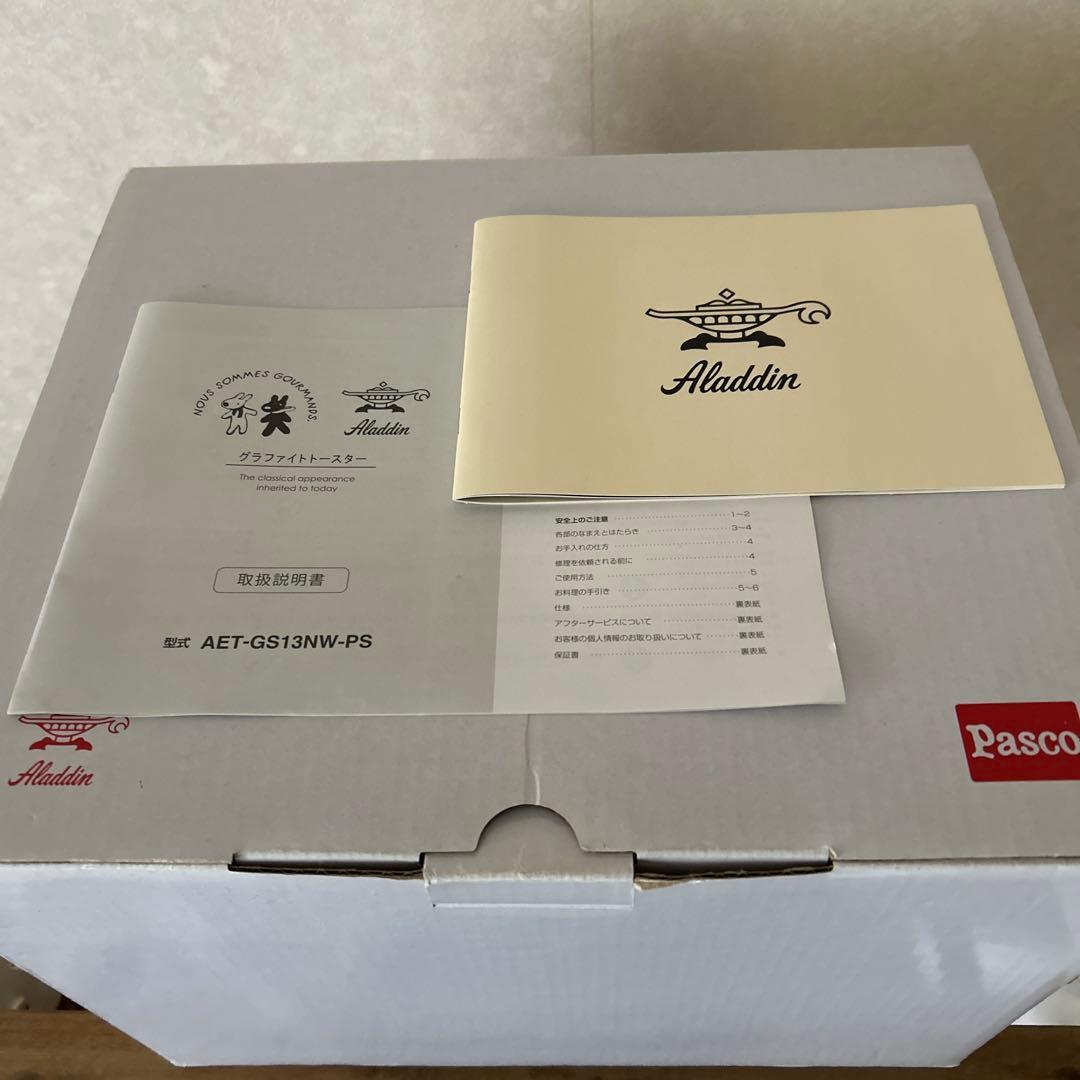 Aladdin
NOUS SOMMES GOURMANDS.
Aladdin
グラファイトトースター
The classical appearance
inherited to today
取扱説明書
型式 AET-GS13NW-PS
安全上のご注意 1〜2
各部のなまえとはたらき 3〜4
お手入れの仕方 4
修理を依頼される前に 4
ご使用方法 5
お料理の手引き 5〜6
仕様 裏表紙
アフターサービスについて 裏表紙
お客様の個人情報のお取り扱いについて 裏表紙
保証書 裏表紙
Aladdin
Pasco